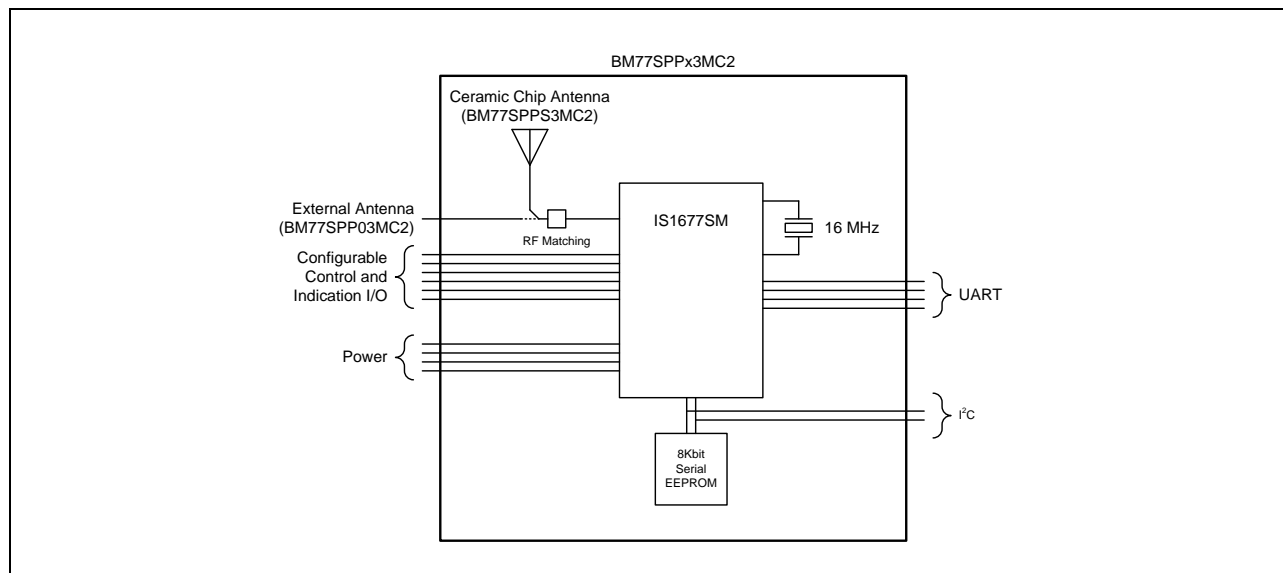 BM77SPPx3MC2
Ceramic Chip Antenna
(BM77SPPS3MC2)
External Antenna
(BM77SPP03MC2)
RF Matching
IS1677SM
16 MHz
Configurable
Control and
Indication I/O
UART
Power
I²C
8Kbit
Serial
EEPROM